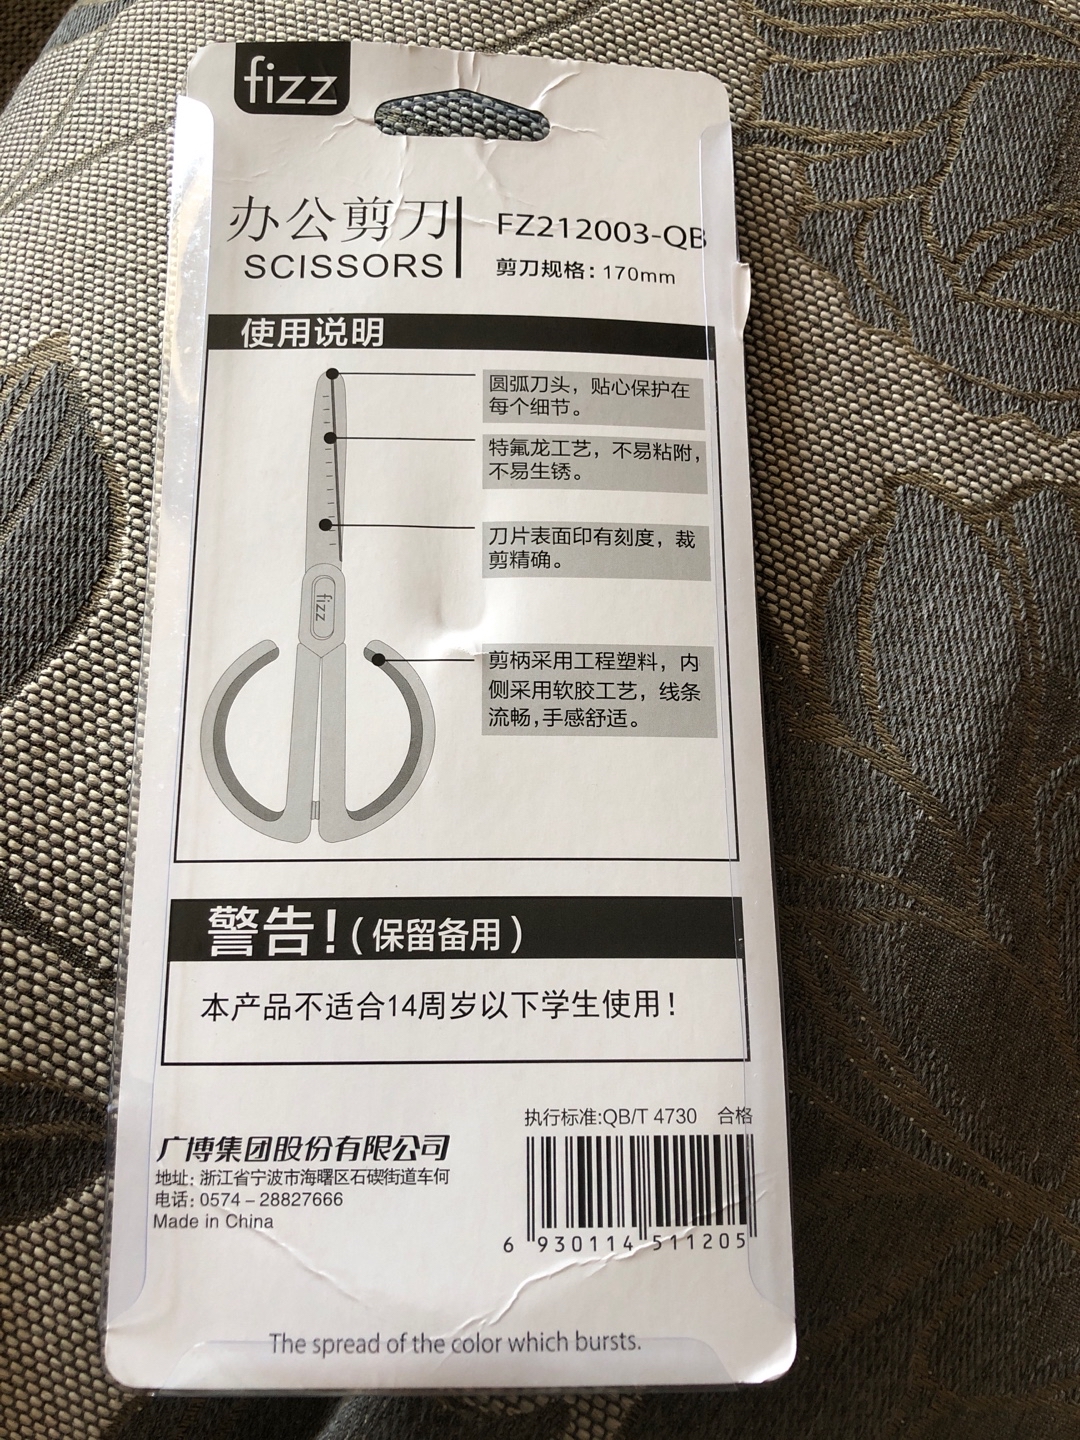 fizz
办公剪刀
SCISSORS
FZ212003-QB
剪刀规格：170mm
使用说明
圆弧刀头，贴心保护在
每个细节。
特氟龙工艺，不易粘附，
不易生锈。
刀片表面印有刻度，裁
剪精确。
fizz
剪柄采用工程塑料，内
侧采用软胶工艺，线条
流畅，手感舒适。
警告！（保留备用）
本产品不适合14周岁以下学生使用！
执行标准:QB/T 4730 合格
广博集团股份有限公司
地址：浙江省宁波市海曙区石碶街道车何
电话：0574－28827666
Made in China
6 930114 511205
The spread of the color which bursts.